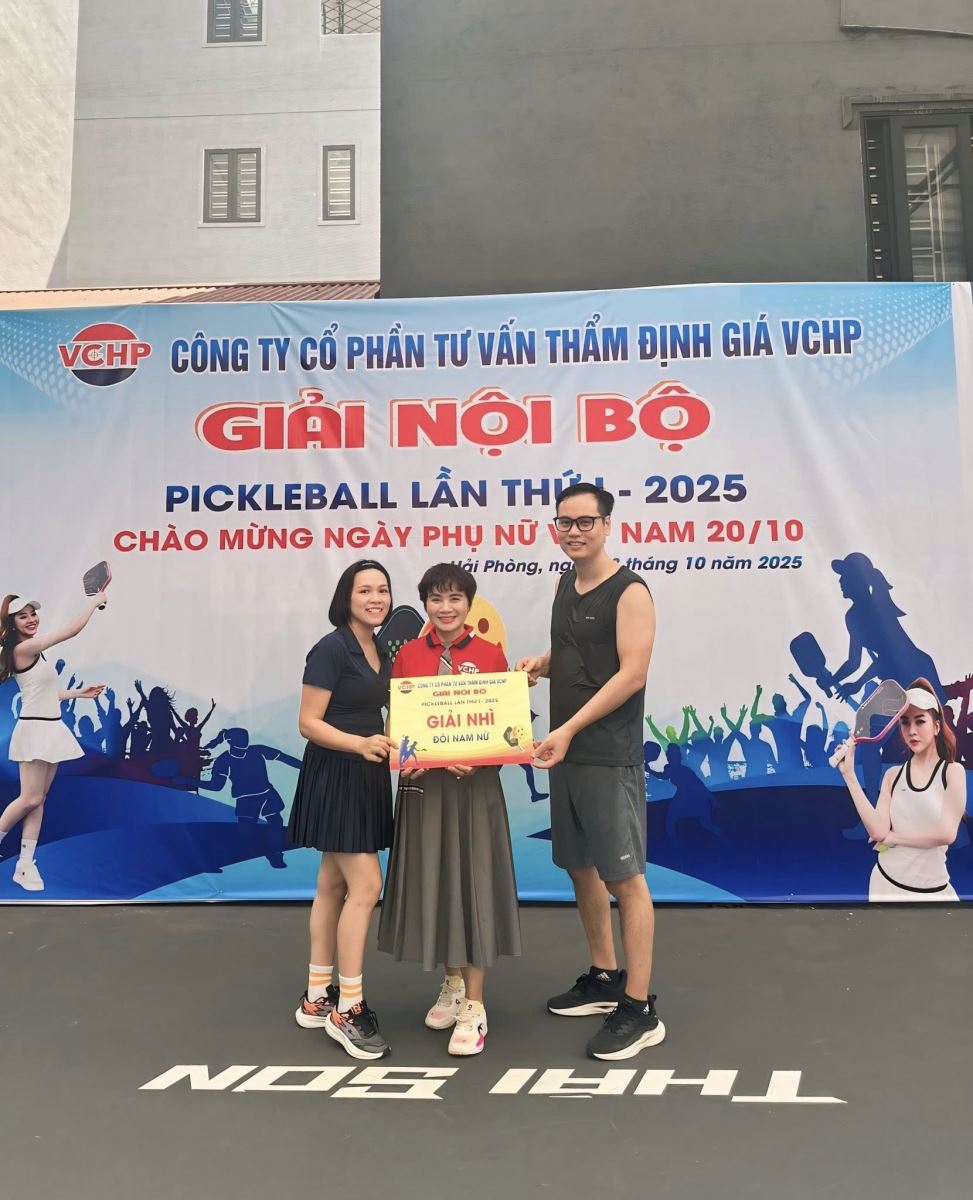 VCHP
CÔNG TY CỔ PHẦN TƯ VẤN THẨM ĐỊNH GIÁ VCHP
GIẢI NỘI BỘ
PICKLEBALL LẦN THỨ I - 2025
CHÀO MỪNG NGÀY PHỤ NỮ NAM 20/10
Hải Phòng, tháng 10 năm 2025
VCHP
VCHP
CÔNG TY CỔ PHẦN TƯ VẤN THẨM ĐỊNH GIÁ VCHP
GIẢI NỘI BỘ
PICKLEBALL LẦN THỨ I - 2025
GIẢI NHÌ
ĐÔI NAM NỮ
THÁI SƠN